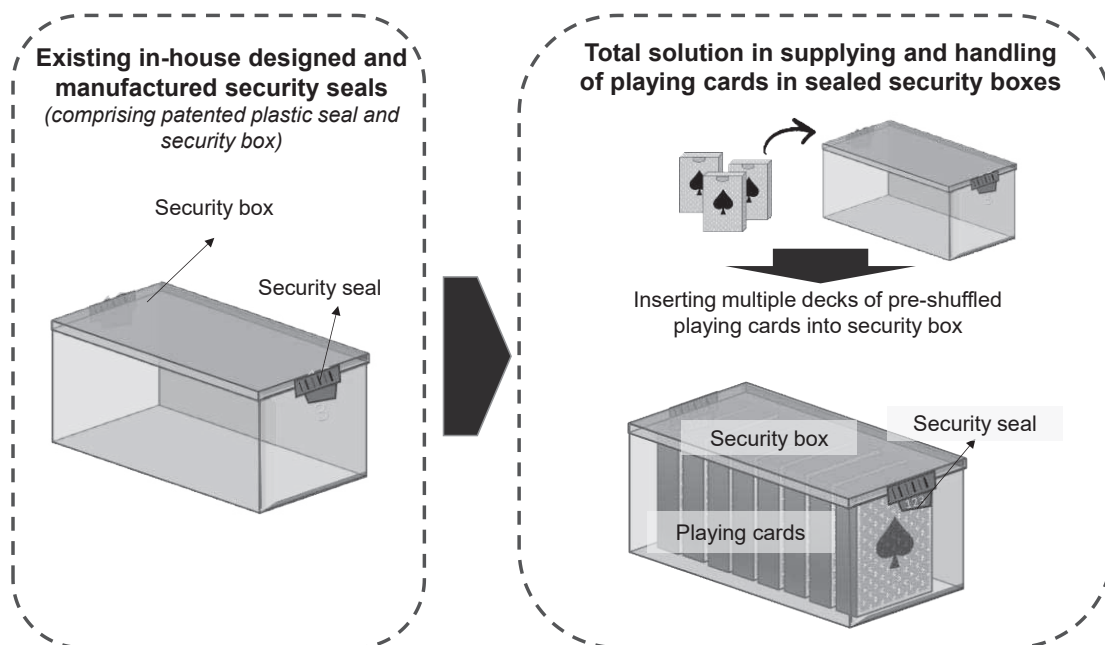 Existing in-house designed and
manufactured security seals
(comprising patented plastic seal and
security box)
Security box
Security seal
Total solution in supplying and handling
of playing cards in sealed security boxes
Inserting multiple decks of pre-shuffled
playing cards into security box
Security box
Security seal
Playing cards